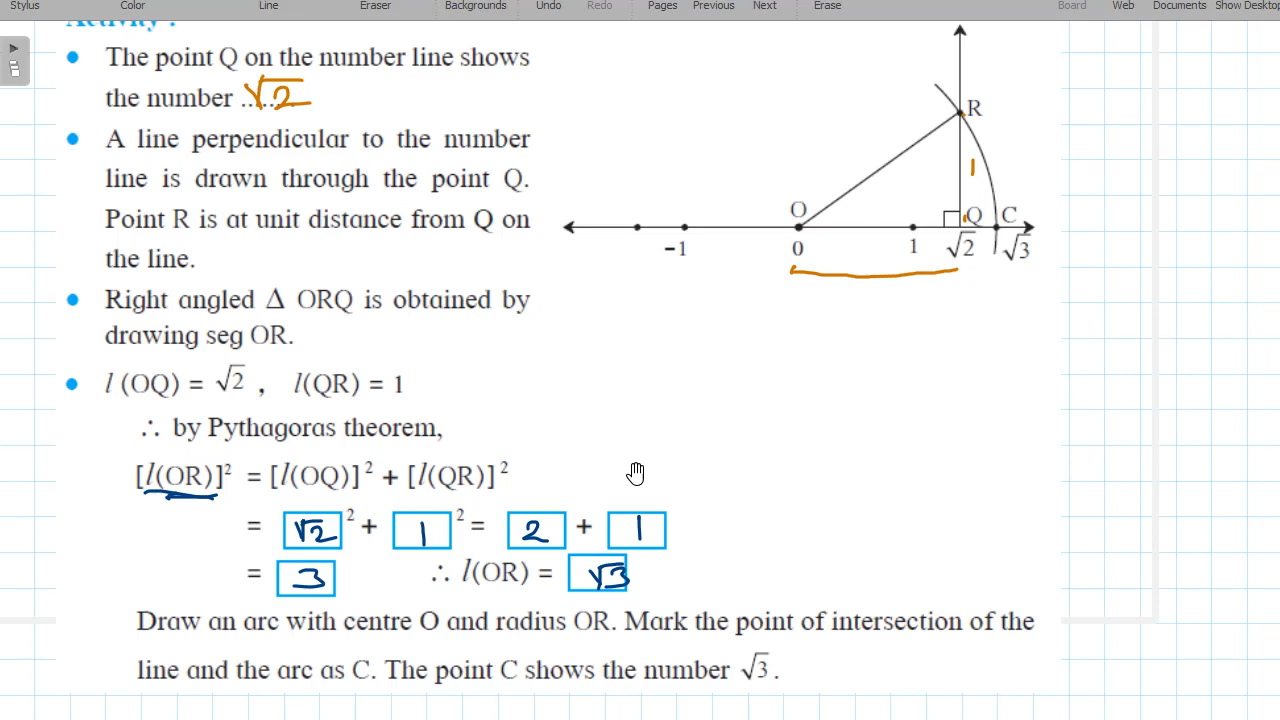 Stylus Color Line Eraser Backgrounds Undo Redo Pages Previous Next Erase Board Web Documents Show Desktop
Activity :
• The point Q on the number line shows
the number ...√2...
• A line perpendicular to the number
line is drawn through the point Q.
Point R is at unit distance from Q on
the line.
• Right angled Δ ORQ is obtained by
drawing seg OR.
• l (OQ) = √2 , l(QR) = 1
∴ by Pythagoras theorem,
[l(OR)]² = [l(OQ)]² + [l(QR)]²
= √2 ² + 1 ² = 2 + 1
= 3 ∴ l(OR) = √3
Draw an arc with centre O and radius OR. Mark the point of intersection of the
line and the arc as C. The point C shows the number √3 .
R
1
O Q C
−1 0 1 √2 √3